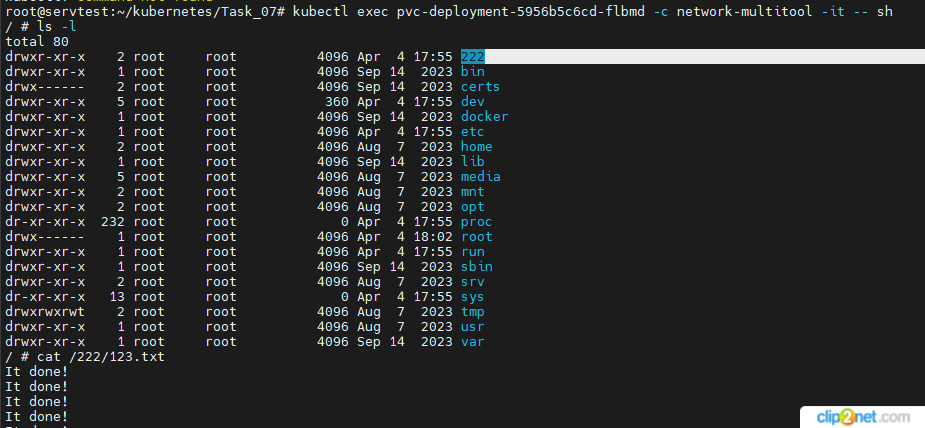 root@servtest:~/kubernetes/Task_07# kubectl exec pvc-deployment-5956b5c6cd-flbmd -c network-multitool -it -- sh
/ # ls -l
total 80
drwxr-xr-x    2 root     root          4096 Apr  4 17:55 222
drwxr-xr-x    1 root     root          4096 Sep 14  2023 bin
drwx------    2 root     root          4096 Sep 14  2023 certs
drwxr-xr-x    5 root     root           360 Apr  4 17:55 dev
drwxr-xr-x    1 root     root          4096 Sep 14  2023 docker
drwxr-xr-x    1 root     root          4096 Apr  4 17:55 etc
drwxr-xr-x    2 root     root          4096 Aug  7  2023 home
drwxr-xr-x    1 root     root          4096 Sep 14  2023 lib
drwxr-xr-x    5 root     root          4096 Aug  7  2023 media
drwxr-xr-x    2 root     root          4096 Aug  7  2023 mnt
drwxr-xr-x    2 root     root          4096 Aug  7  2023 opt
dr-xr-xr-x  232 root     root             0 Apr  4 17:55 proc
drwx------    1 root     root          4096 Apr  4 18:02 root
drwxr-xr-x    1 root     root          4096 Apr  4 17:55 run
drwxr-xr-x    1 root     root          4096 Sep 14  2023 sbin
drwxr-xr-x    2 root     root          4096 Aug  7  2023 srv
dr-xr-xr-x   13 root     root             0 Apr  4 17:55 sys
drwxrwxrwt    2 root     root          4096 Aug  7  2023 tmp
drwxr-xr-x    1 root     root          4096 Aug  7  2023 usr
drwxr-xr-x    1 root     root          4096 Sep 14  2023 var
/ # cat /222/123.txt
It done!
It done!
It done!
It done!
clip2net.com